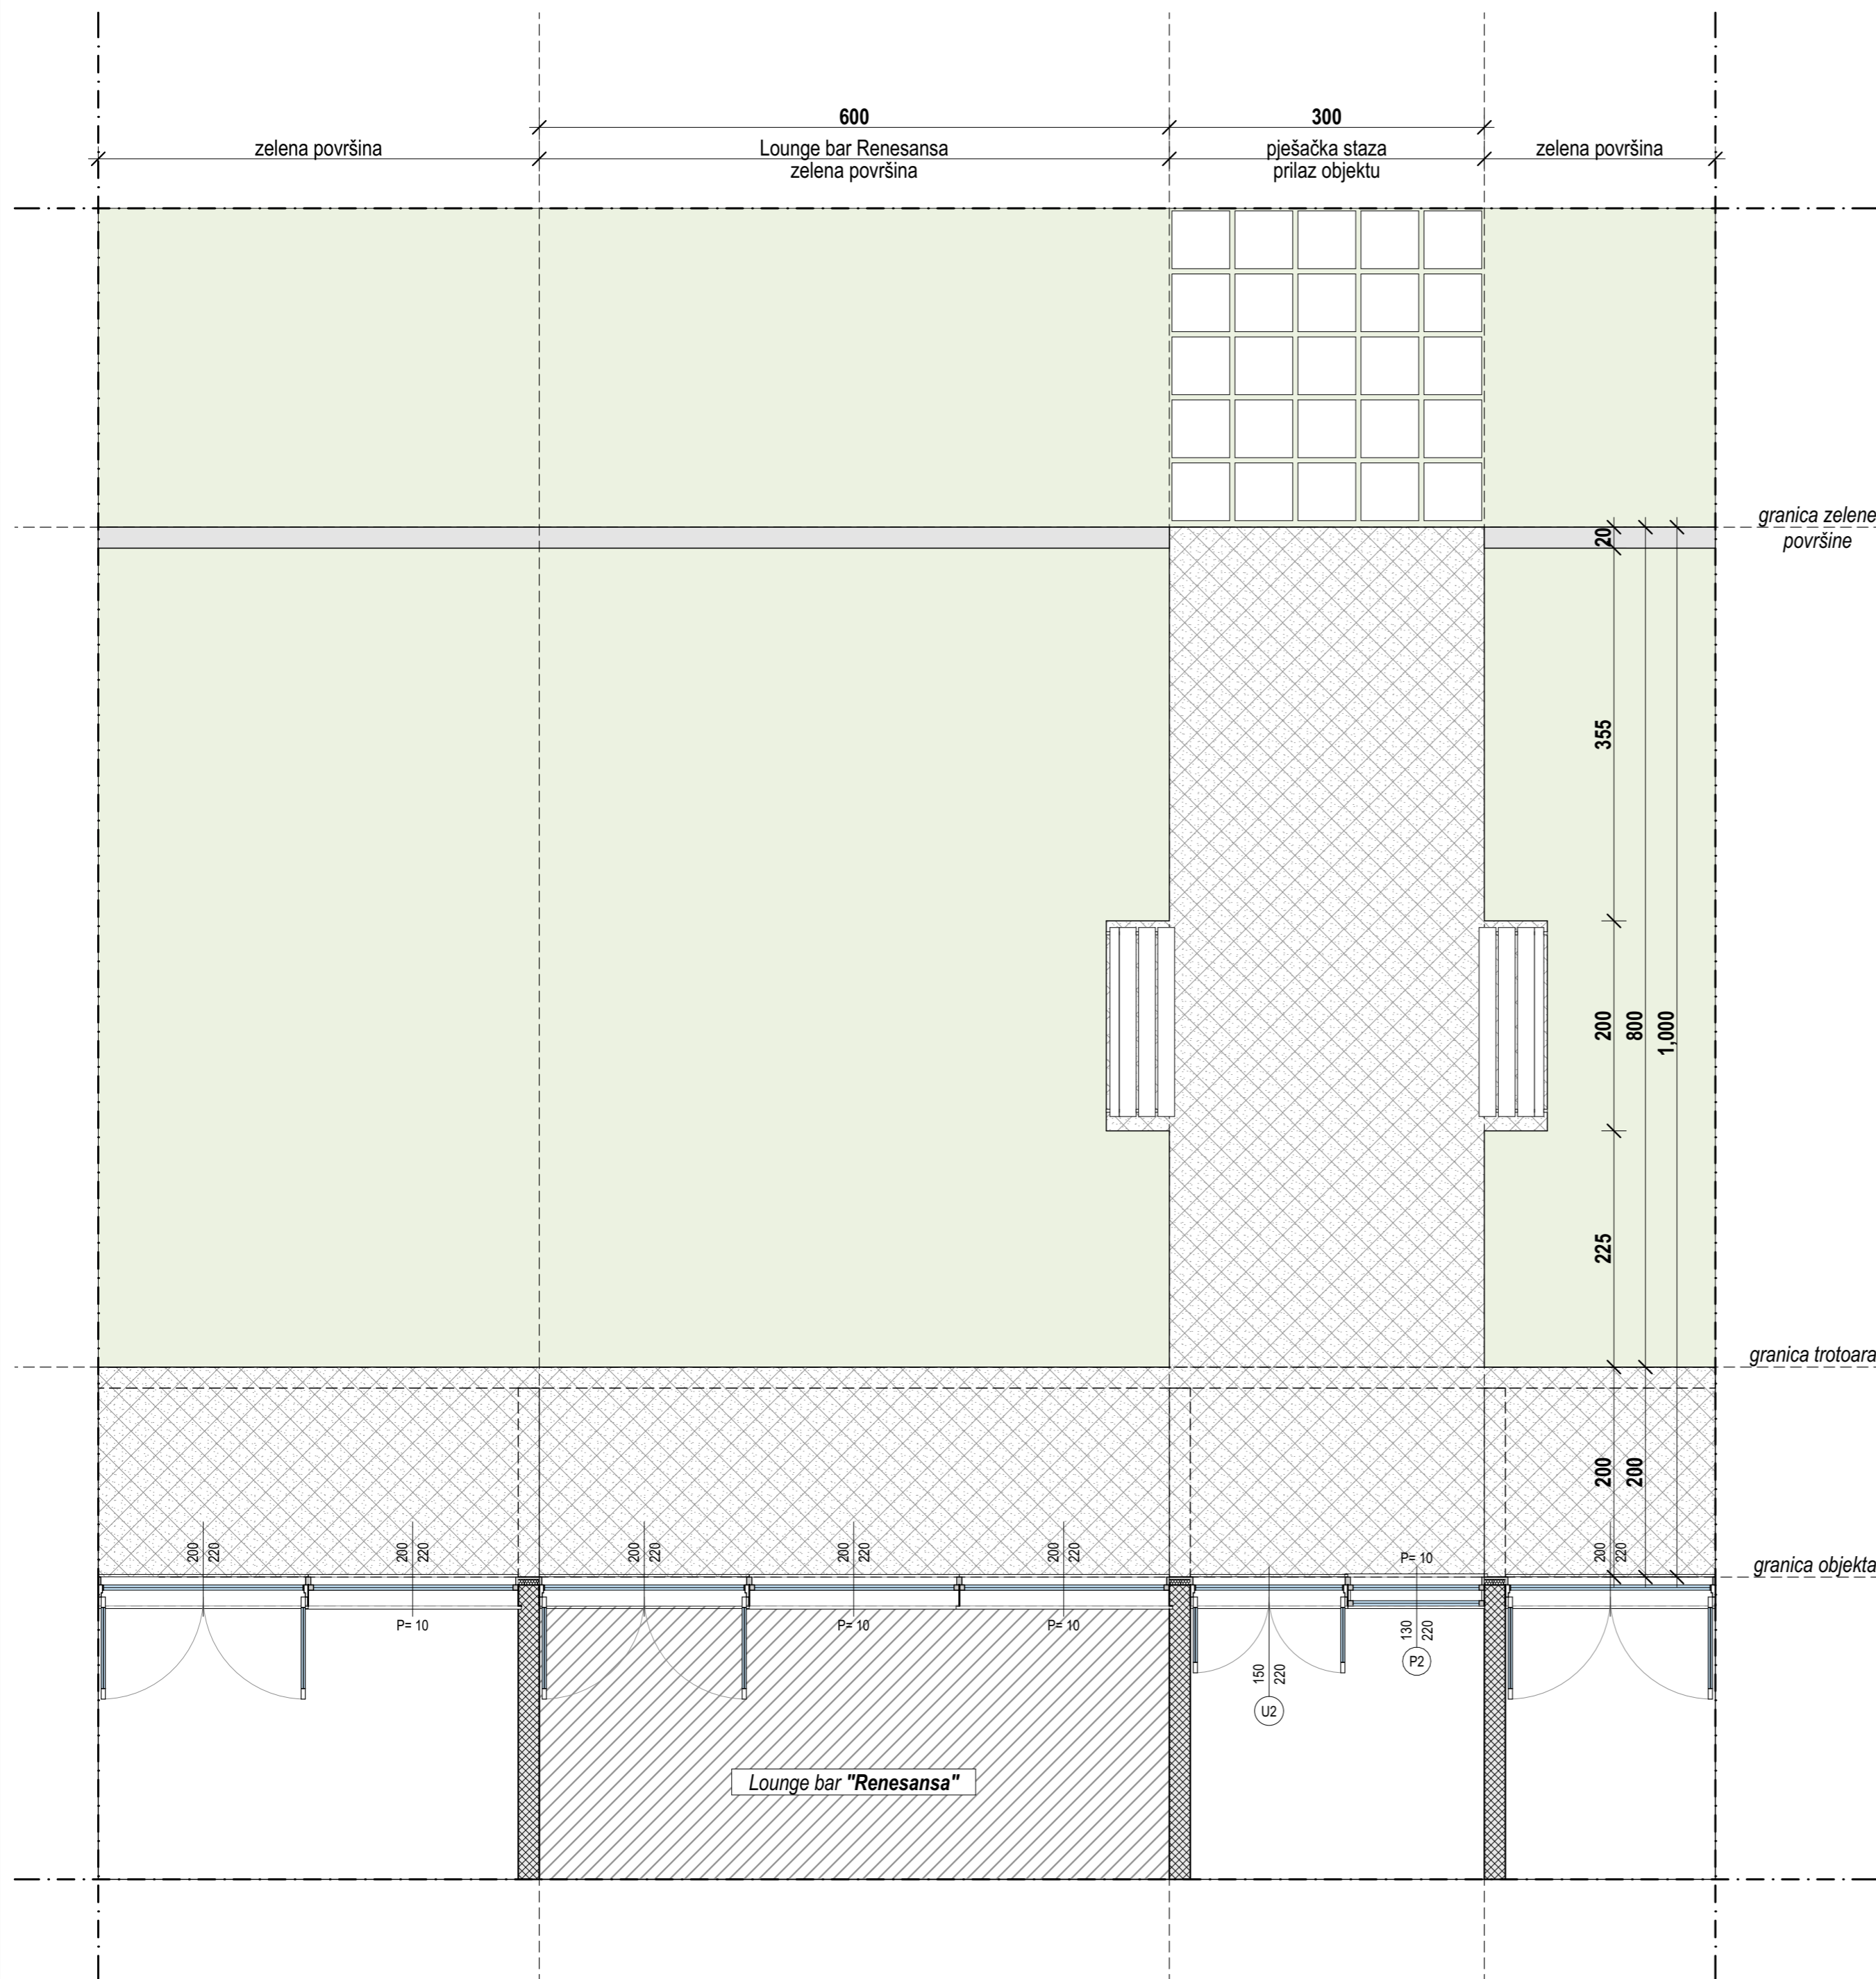 600
300
zelena površina
Lounge bar Renesansa
zelena površina
pješačka staza
prilaz objektu
zelena površina
granica zelene
površine
20
355
200
800
1,000
225
granica trotoara
200
200
200
220
200
220
200
220
200
220
200
220
P= 10
200
220
granica objekta
P= 10
P= 10
P= 10
130
220
P2
150
220
U2
Lounge bar "Renesansa"